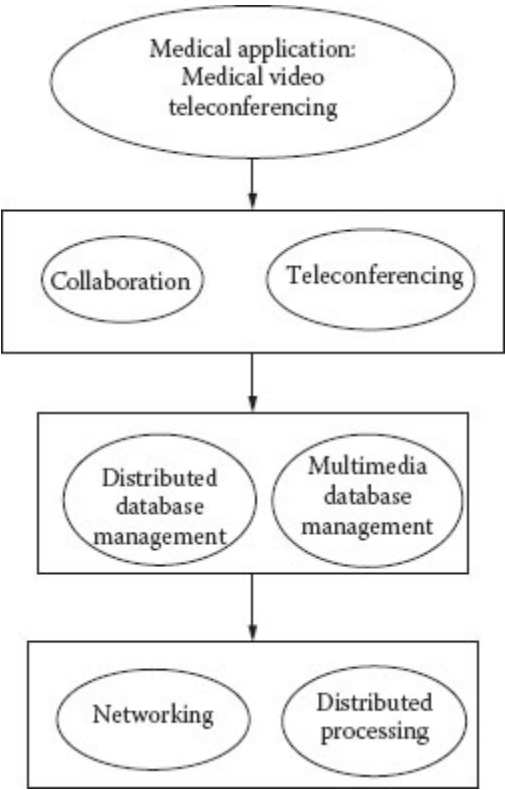 Medical application:
Medical video
teleconferencing
Collaboration
Teleconferencing
Distributed
database
management
Multimedia
database
management
Networking
Distributed
processing